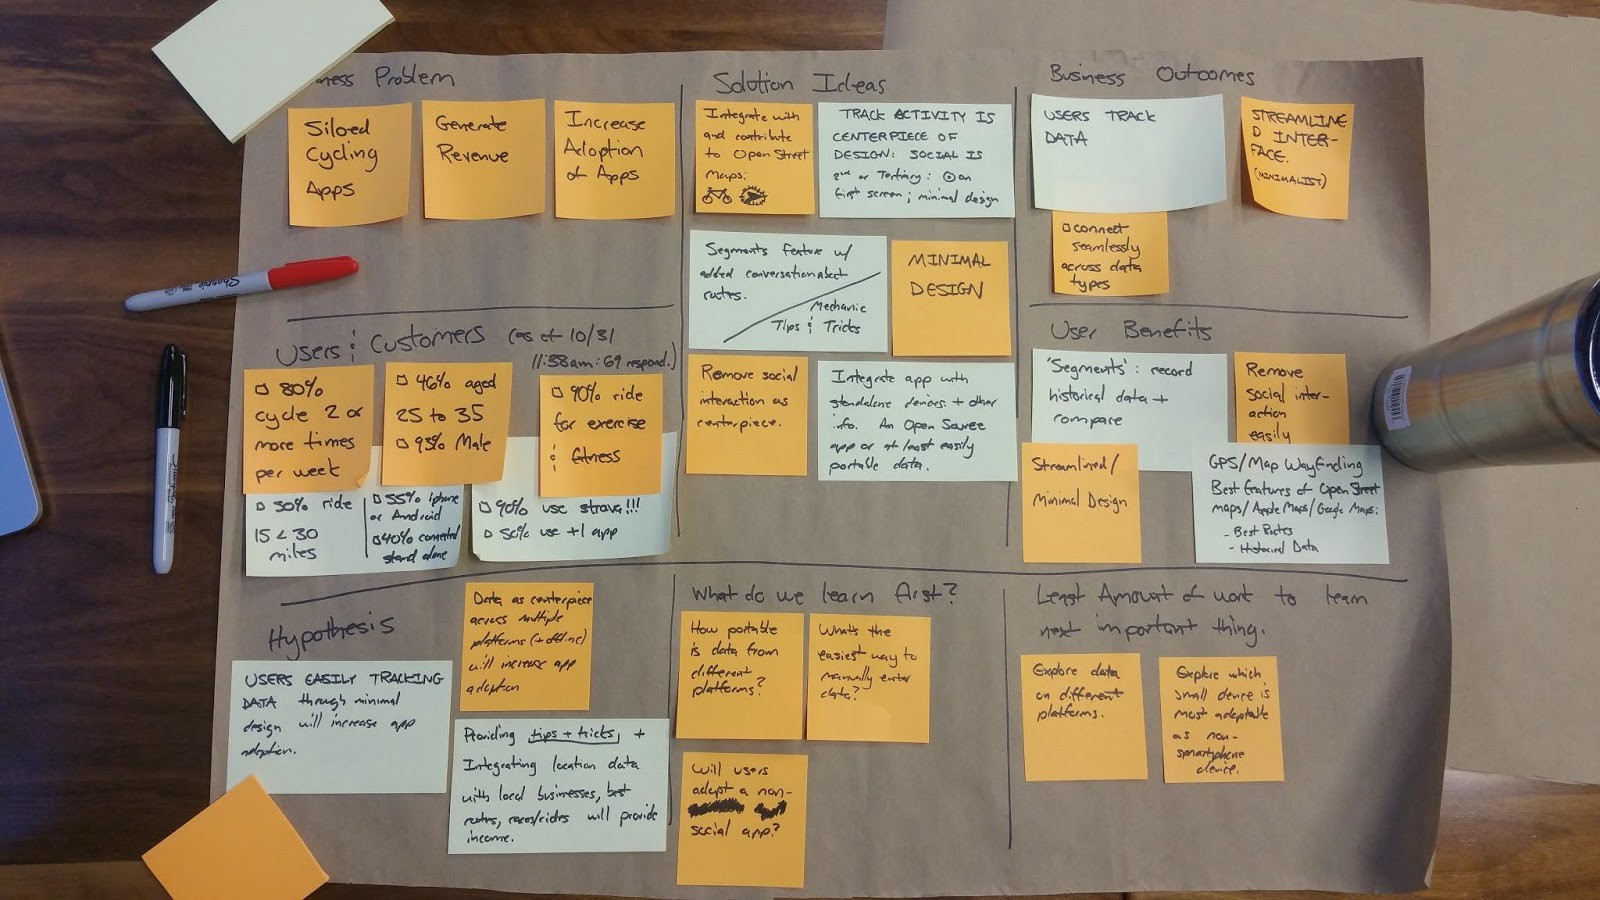 ness Problem
Siloed
Cycling
Apps
Generate
Revenue
Increase
Adoption
of Apps
Solution Ideas
Integrate with
and contribute
to Open Street
Maps:
TRACK ACTIVITY IS
CENTERPIECE OF
DESIGN: SOCIAL IS
2nd or Tertiary: on
first screen; minimal design
Segments feature w/
added conversation about
routes.
Mechanic
Tips & Tricks
MINIMAL
DESIGN
Remove social
interaction as
centerpiece.
Integrate app with
standalone devices + other
info. An Open Source
app or at least easily
portable data.
Business Outcomes
USERS TRACK
DATA
STREAMLINE
D INTER-
FACE.
(MINIMALIST)
connect
seamlessly
across data
types
Users & Customers (as of 10/31
11:38am: 69 respond.)
80%
cycle 2 or
more times
per week
46% aged
25 to 35
93% Male
90% ride
for exercise
& fitness
50% ride
15 < 30
miles
55% iphone
or Android
40% connected
stand alone
90% use strava!!!
50% use +1 app
User Benefits
'Segments': record
historical data +
compare
Remove
social inter-
action
easily
Streamlined/
Minimal Design
GPS/Map Wayfinding
Best features of Open Street
maps/Apple Maps/Google Maps:
- Best Routes
- Historical Data
Hypothesis
USERS EASILY TRACKING
DATA through minimal
design will increase app
adoption.
Data as centerpiece
across multiple
platforms (+ offline)
will increase app
adoption
Providing tips + tricks, +
Integrating location data
with local businesses, best
routes, races/rides will provide
income.
What do we learn first?
How portable
is data from
different
platforms?
What's the
easiest way to
manually enter
data?
Will users
adopt a non-
social app?
Least Amount of work to learn
next important thing.
Explore data
on different
platforms.
Explore which
small device is
most adaptable
as non-
smartphone
device.
Sharpie